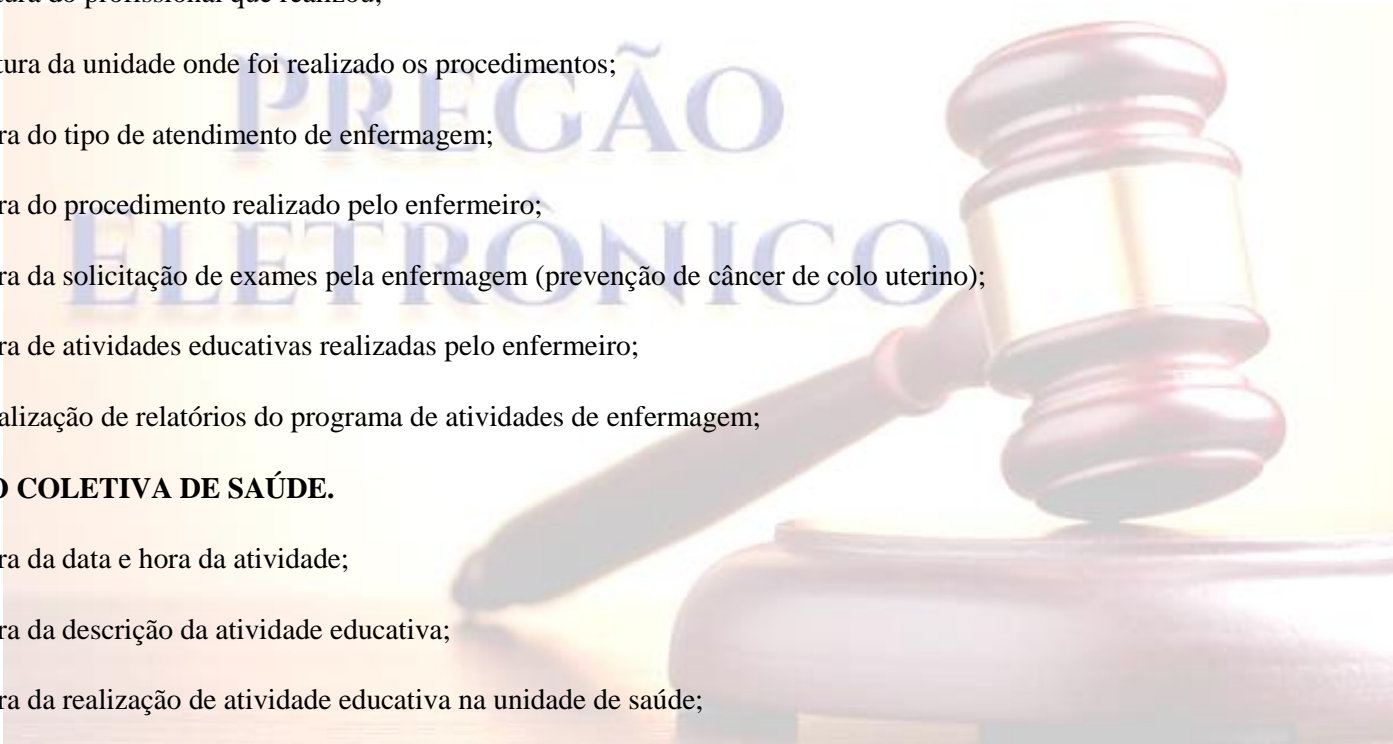 tura do profissional que realizou;
tura da unidade onde foi realizado os procedimentos;
PREGÃO
ra do tipo de atendimento de enfermagem;
ra do procedimento realizado pelo enfermeiro;
ELETRÔNICO
ra da solicitação de exames pela enfermagem (prevenção de câncer de colo uterino);
ra de atividades educativas realizadas pelo enfermeiro;
alização de relatórios do programa de atividades de enfermagem;
O COLETIVA DE SAÚDE.
ra da data e hora da atividade;
ra da descrição da atividade educativa;
ra da realização de atividade educativa na unidade de saúde;